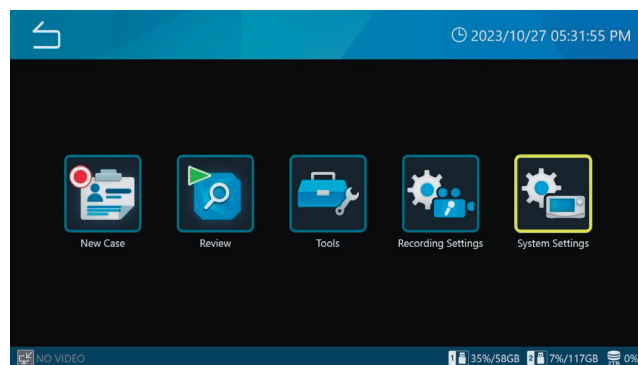 2023/10/27 05:31:55 PM
New Case
Review
Tools
Recording Settings
System Settings
NO VIDEO
1 35%/58GB 2 7%/117GB 2TB 0%